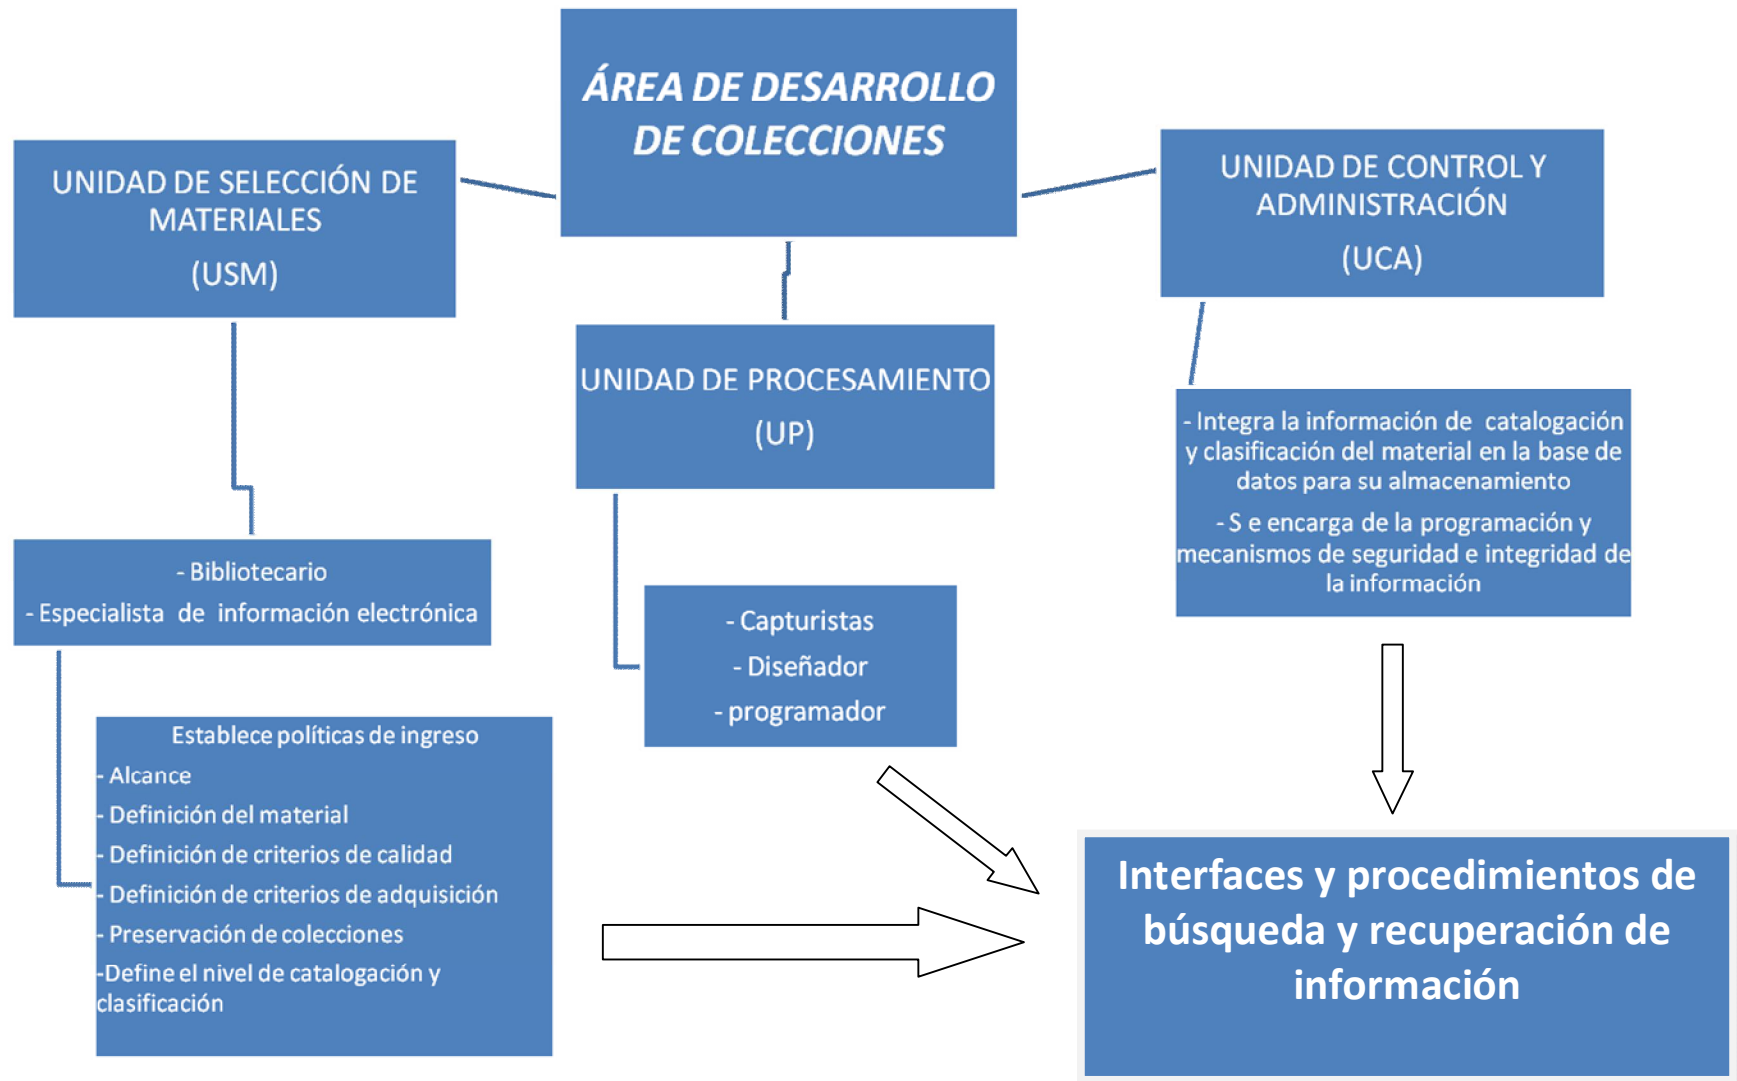 ÁREA DE DESARROLLO
DE COLECCIONES
UNIDAD DE SELECCIÓN DE
MATERIALES
(USM)
UNIDAD DE CONTROL Y
ADMINISTRACIÓN
(UCA)
UNIDAD DE PROCESAMIENTO
(UP)
- Integra la información de catalogación
y clasificación del material en la base de
datos para su almacenamiento
- S e encarga de la programación y
mecanismos de seguridad e integridad de
la información
- Bibliotecario
- Especialista de información electrónica
- Capturistas
- Diseñador
- programador
Establece políticas de ingreso
- Alcance
- Definición del material
- Definición de criterios de calidad
- Definición de criterios de adquisición
- Preservación de colecciones
-Define el nivel de catalogación y
clasificación
Interfaces y procedimientos de
búsqueda y recuperación de
información